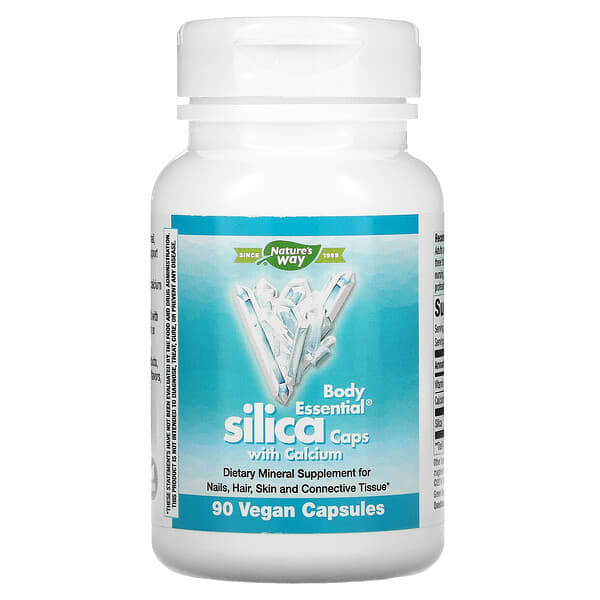 SINCE
Nature's
Way
1969
Body
Essential®
silica Caps
with Calcium
Dietary Mineral Supplement for
Nails, Hair, Skin and Connective Tissue*
90 Vegan Capsules
*THESE STATEMENTS HAVE NOT BEEN EVALUATED BY THE FOOD AND DRUG ADMINISTRATION.
THIS PRODUCT IS NOT INTENDED TO DIAGNOSE, TREAT, CURE, OR PREVENT ANY DISEASE.